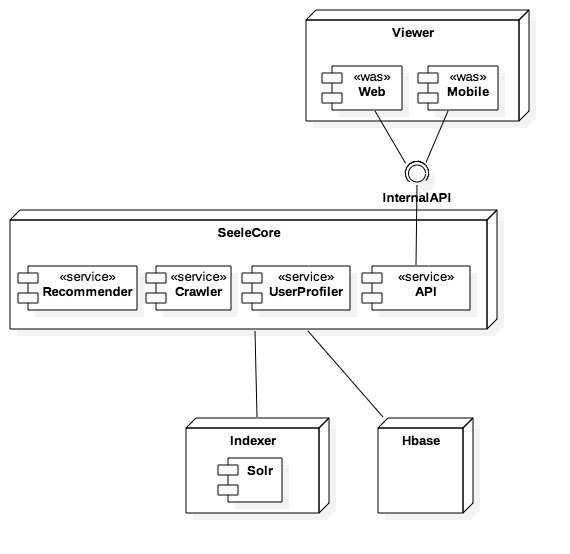 Viewer
«was»
Web
«was»
Mobile
InternalAPI
SeeleCore
«service»
Recommender
«service»
Crawler
«service»
UserProfiler
«service»
API
Indexer
Solr
Hbase